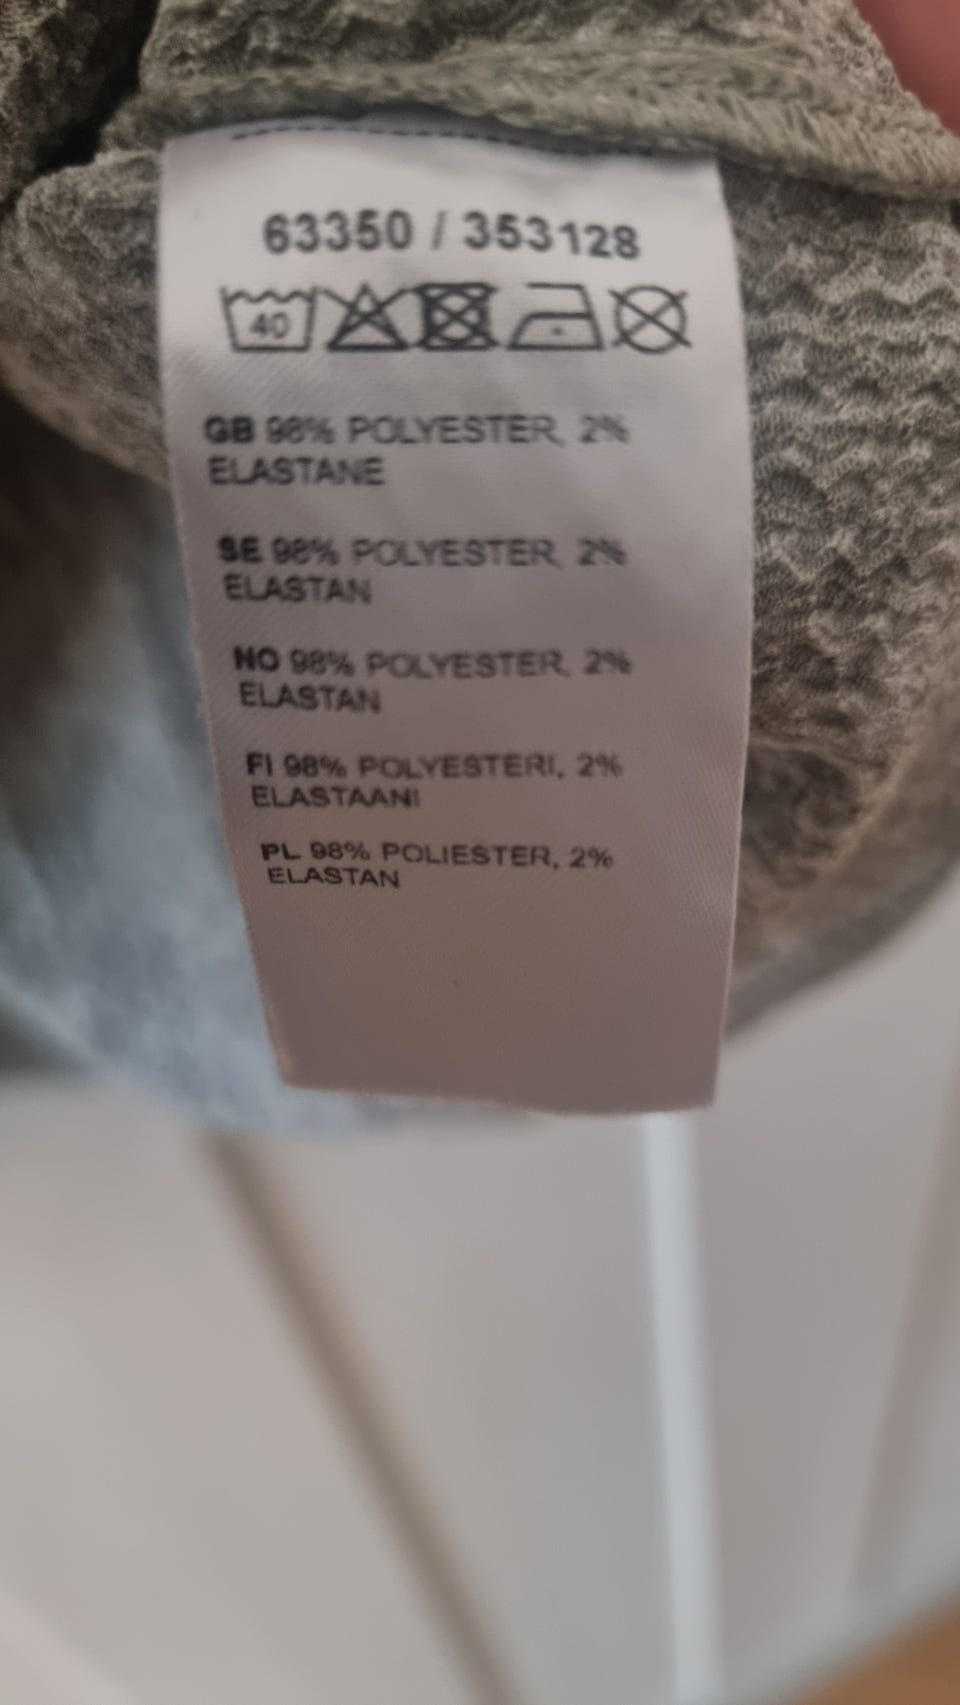 63350 / 353128
40
GB 98% POLYESTER, 2%
ELASTANE
SE 98% POLYESTER, 2%
ELASTAN
NO 98% POLYESTER, 2%
ELASTAN
FI 98% POLYESTERI, 2%
ELASTAANI
PL 98% POLIESTER, 2%
ELASTAN